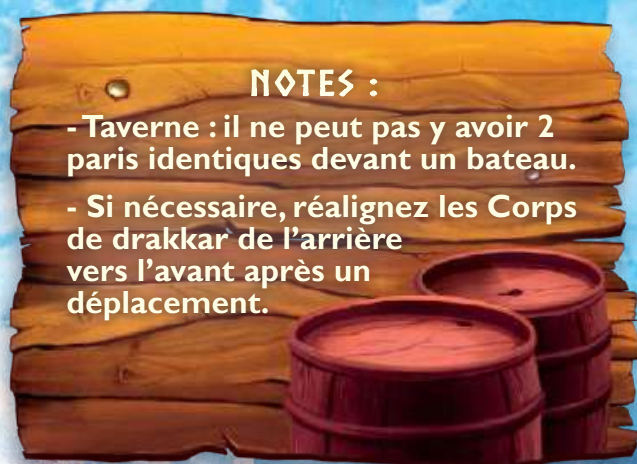 NOTES :
- Taverne : il ne peut pas y avoir 2
paris identiques devant un bateau.
- Si nécessaire, réalignez les Corps
de drakkar de l’arrière
vers l’avant après un
déplacement.